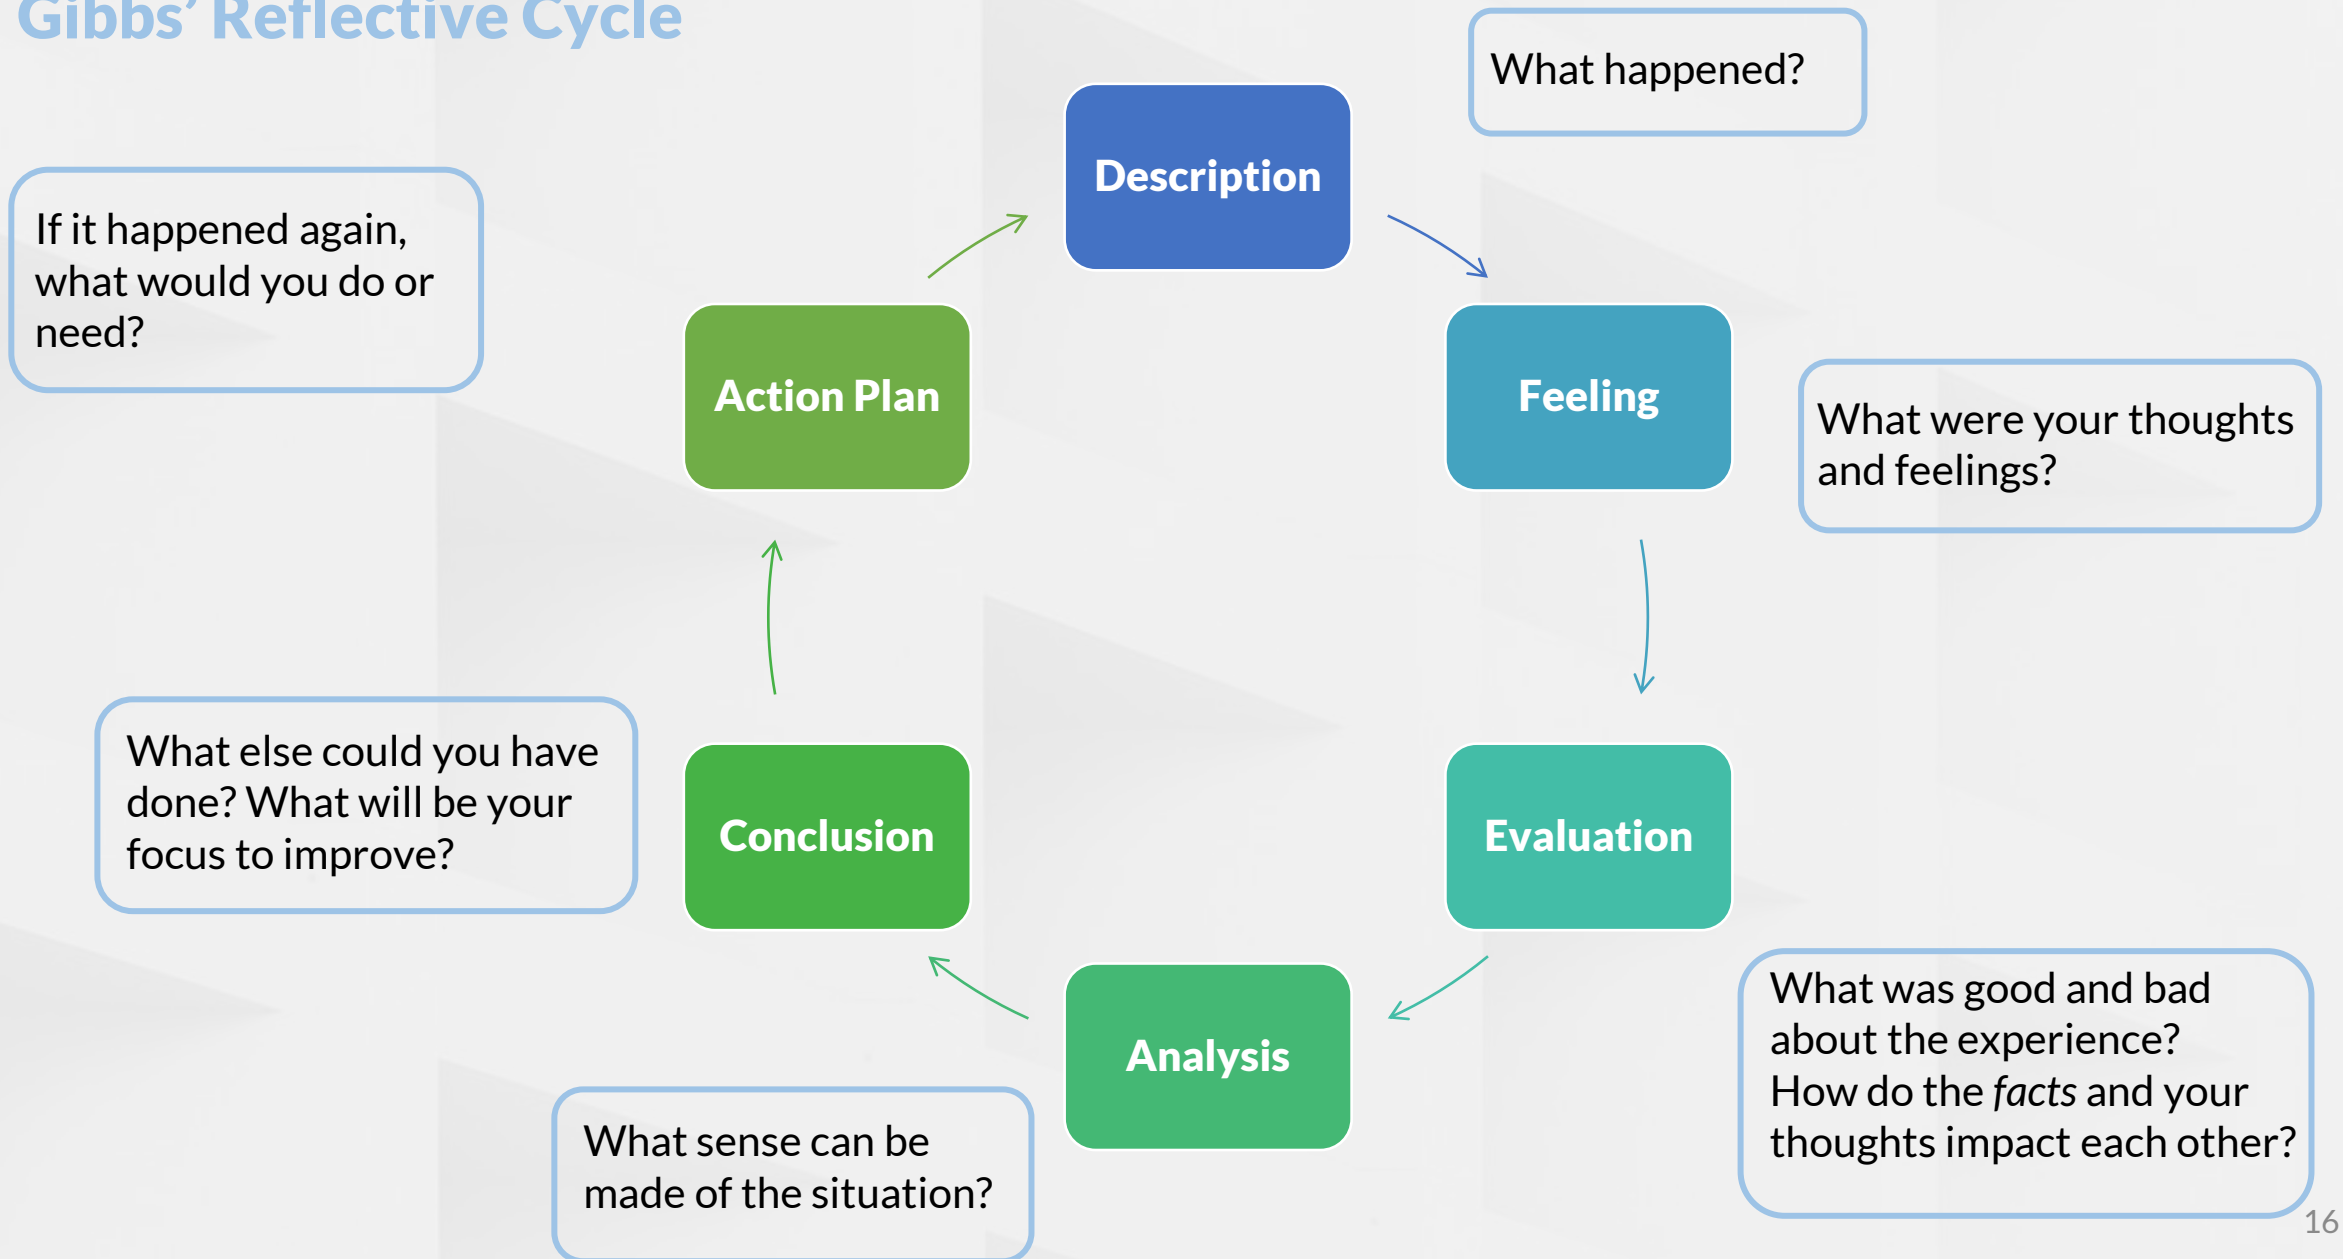 Gibbs’ Reflective Cycle
What happened?
Description
If it happened again,
what would you do or
need?
Action Plan
Feeling
What were your thoughts
and feelings?
What else could you have
done? What will be your
focus to improve?
Conclusion
Evaluation
What was good and bad
about the experience?
How do the facts and your
thoughts impact each other?
Analysis
What sense can be
made of the situation?
16